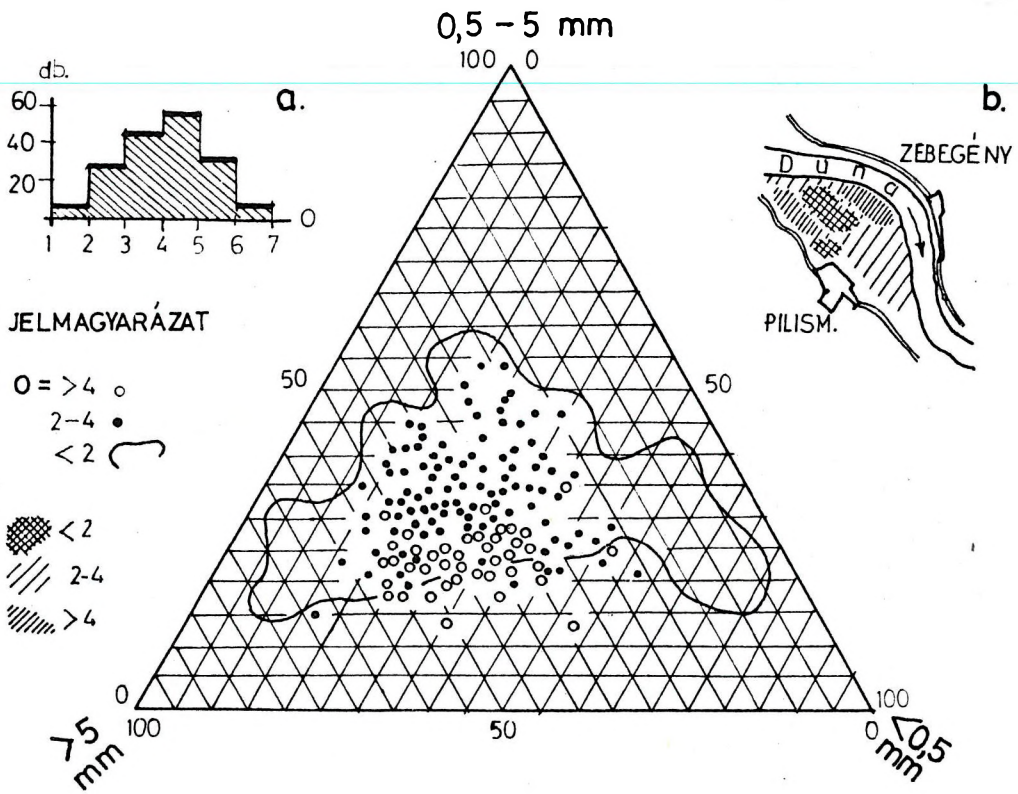 0,5 – 5 mm
100 0
db.
60
40
20
0
1 2 3 4 5 6 7
a.
b.
ZEBEGÉNY
Duna
PILISM.
JELMAGYARÁZAT
O = >4
2–4
<2
<2
2-4
>4
50
50
0
100
50
100
0
>5 mm
<0,5 mm